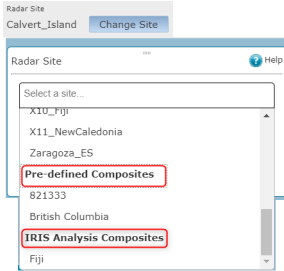 Radar Site
Calvert_Island
Change Site
Radar Site
Help
Select a site...
X10_Fiji
X11_NewCaledonia
Zaragoza_ES
Pre-defined Composites
821333
British Columbia
IRIS Analysis Composites
Fiji